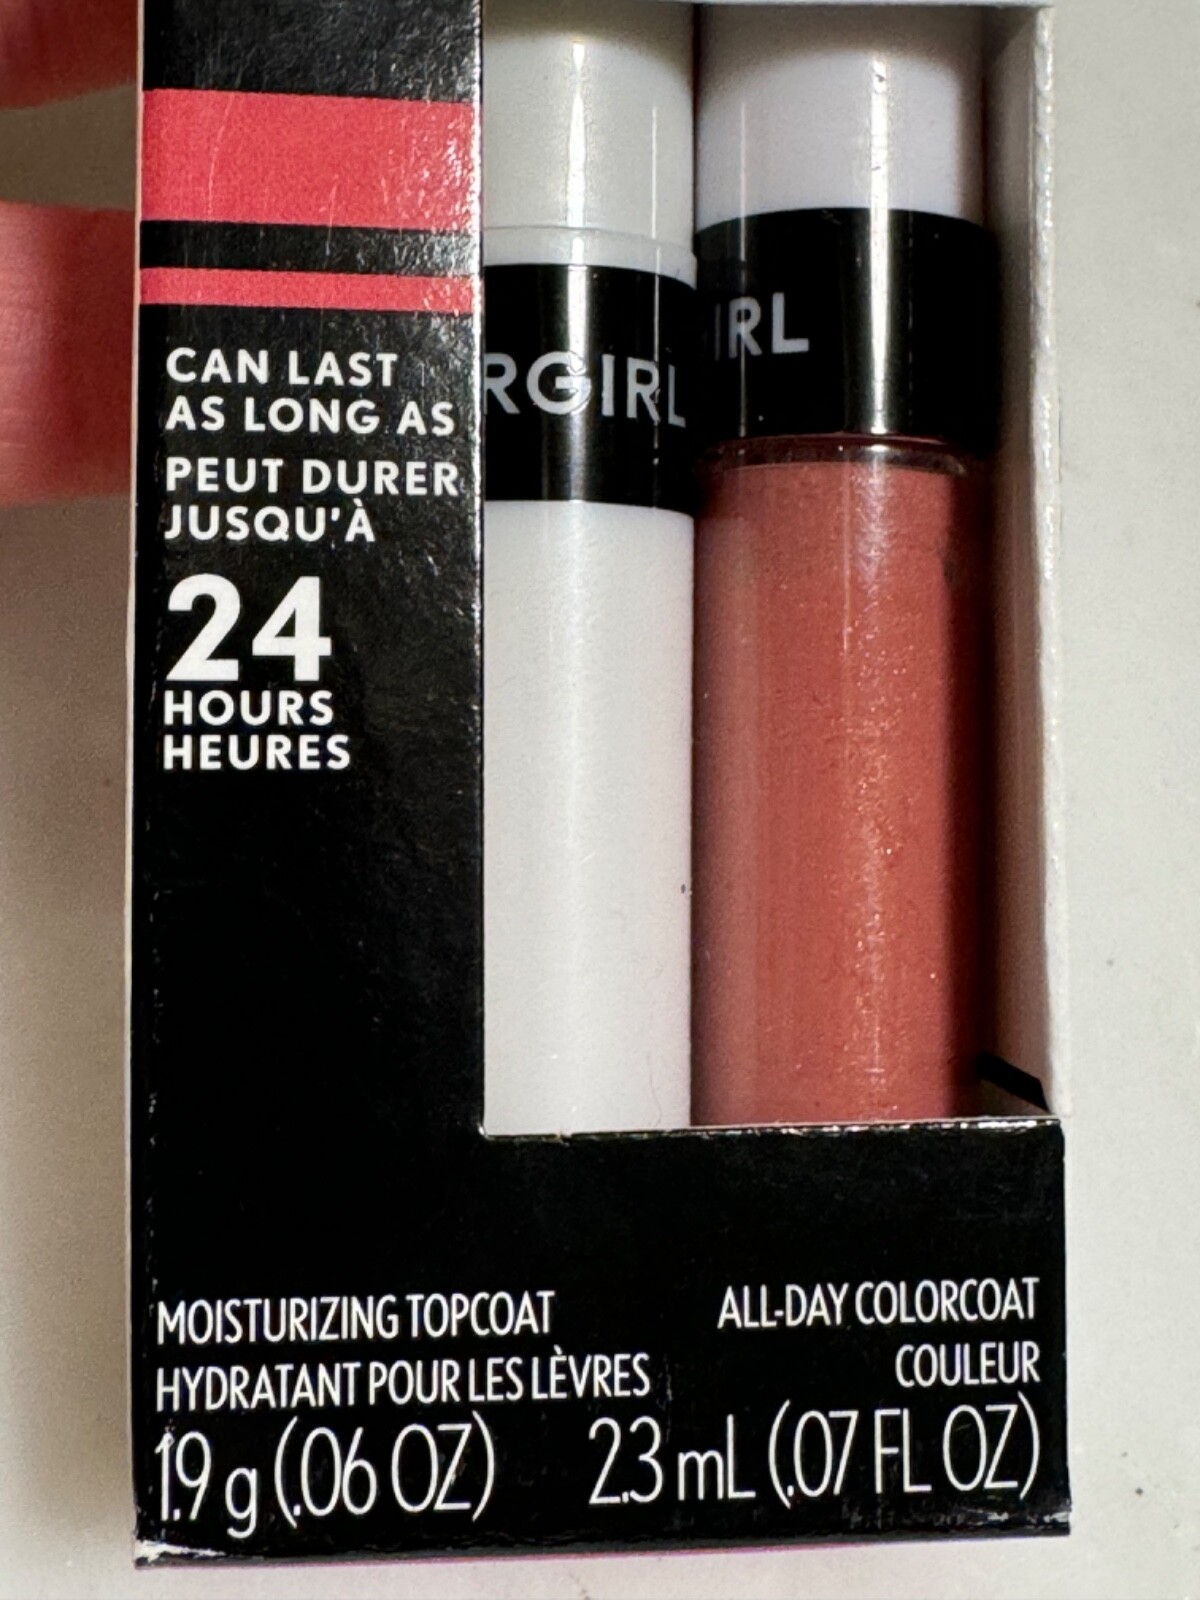 CAN LAST
AS LONG AS
PEUT DURER
JUSQU'À
24
HOURS
HEURES
RGIRL
IRL
MOISTURIZING TOPCOAT
HYDRATANT POUR LES LÈVRES
1.9 g (.06 OZ)
ALL-DAY COLORCOAT
COULEUR
2.3 mL (.07 FL OZ)